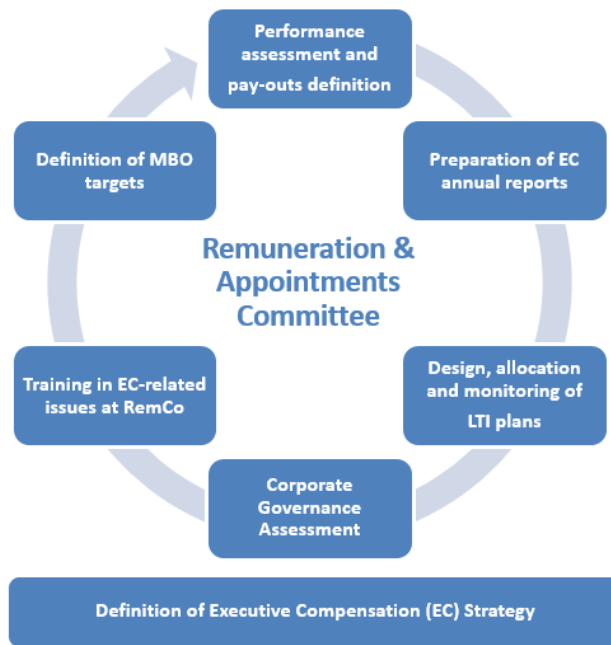 Performance
assessment and
pay-outs definition
Definition of MBO
targets
Preparation of EC
annual reports
Remuneration &
Appointments
Committee
Training in EC-related
issues at RemCo
Design, allocation
and monitoring of
LTI plans
Corporate
Governance
Assessment
Definition of Executive Compensation (EC) Strategy